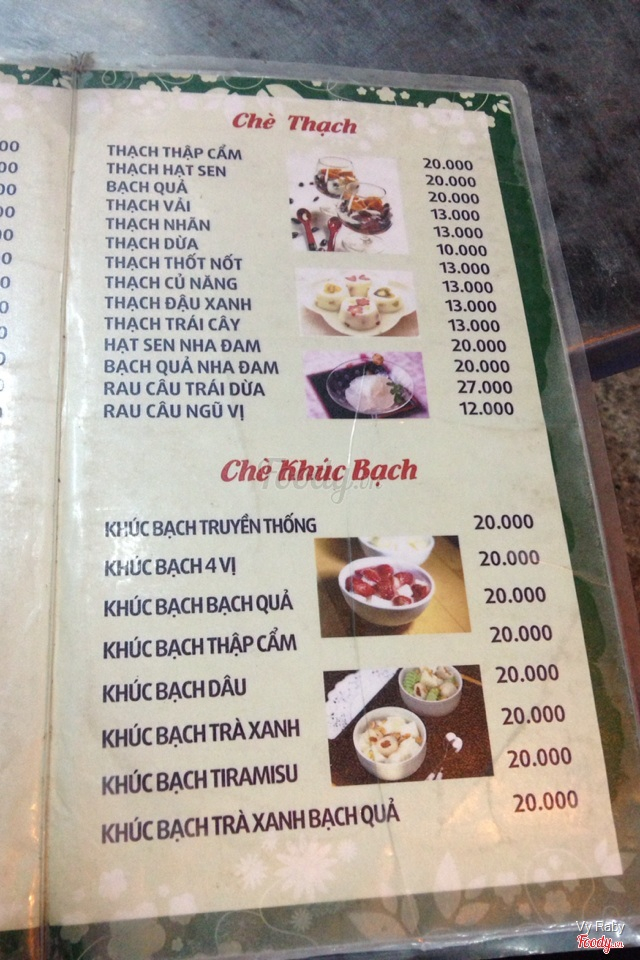 Chè Thạch
THẠCH THẬP CẨM 20.000
THẠCH HẠT SEN 20.000
BẠCH QUẢ 20.000
THẠCH VẢI 13.000
THẠCH NHÃN 13.000
THẠCH DỪA 10.000
THẠCH THỐT NỐT 13.000
THẠCH CỦ NĂNG 13.000
THẠCH ĐẬU XANH 13.000
THẠCH TRÁI CÂY 20.000
HẠT SEN NHA ĐAM 20.000
BẠCH QUẢ NHA ĐAM 27.000
RAU CÂU TRÁI DỪA 12.000
RAU CÂU NGŨ VỊ
Chè Khúc Bạch
Foody.vn
KHÚC BẠCH TRUYỀN THỐNG 20.000
KHÚC BẠCH 4 VỊ 20.000
KHÚC BẠCH BẠCH QUẢ 20.000
KHÚC BẠCH THẬP CẨM 20.000
KHÚC BẠCH DÂU 20.000
KHÚC BẠCH TRÀ XANH 20.000
KHÚC BẠCH TIRAMISU 20.000
KHÚC BẠCH TRÀ XANH BẠCH QUẢ 20.000
Vy Raby
Foody.vn